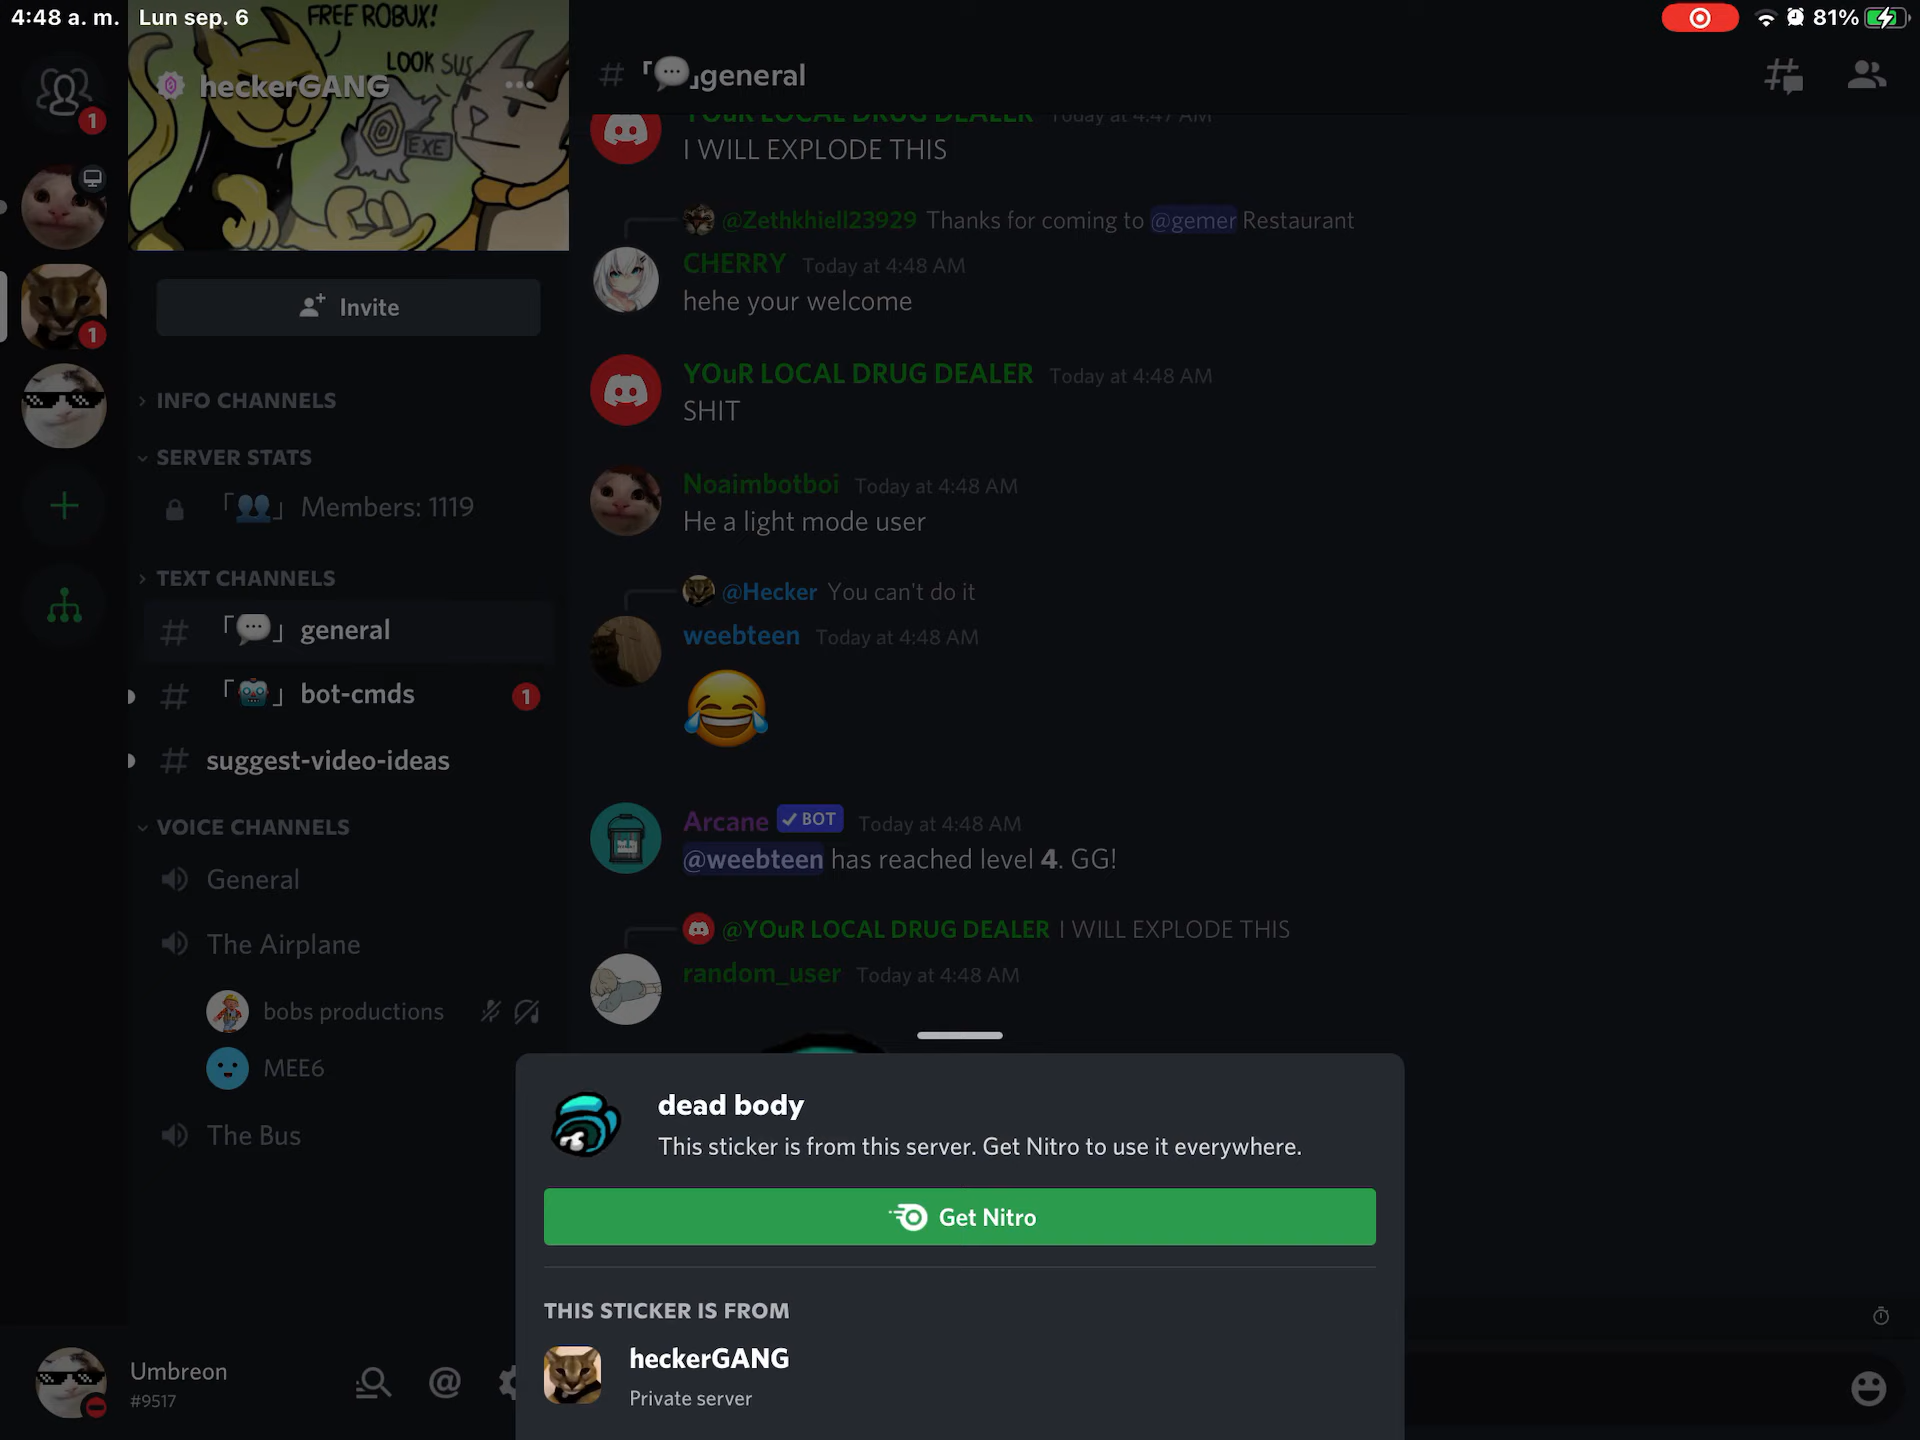 4:48 a. m. Lun sep. 6
81%
FREE ROBUX!
LOOK SUS
EXE
heckerGANG
1
1
Invite
INFO CHANNELS
SERVER STATS
「👥」 Members: 1119
TEXT CHANNELS
# 「💬」 general
# 「🤖」 bot-cmds 1
# suggest-video-ideas
VOICE CHANNELS
General
The Airplane
bobs productions
MEE6
The Bus
Umbreon
#9517
# 「💬」general
YOuR LOCAL DRUG DEALER Today at 4:47 AM
I WILL EXPLODE THIS
@Zethkhiell23929 Thanks for coming to @gemer Restaurant
CHERRY Today at 4:48 AM
hehe your welcome
YOuR LOCAL DRUG DEALER Today at 4:48 AM
SHIT
Noaimbotboi Today at 4:48 AM
He a light mode user
@Hecker You can't do it
weebteen Today at 4:48 AM
😂
Arcane ✓ BOT Today at 4:48 AM
@weebteen has reached level 4. GG!
@YOuR LOCAL DRUG DEALER I WILL EXPLODE THIS
random_user Today at 4:48 AM
dead body
This sticker is from this server. Get Nitro to use it everywhere.
Get Nitro
THIS STICKER IS FROM
heckerGANG
Private server